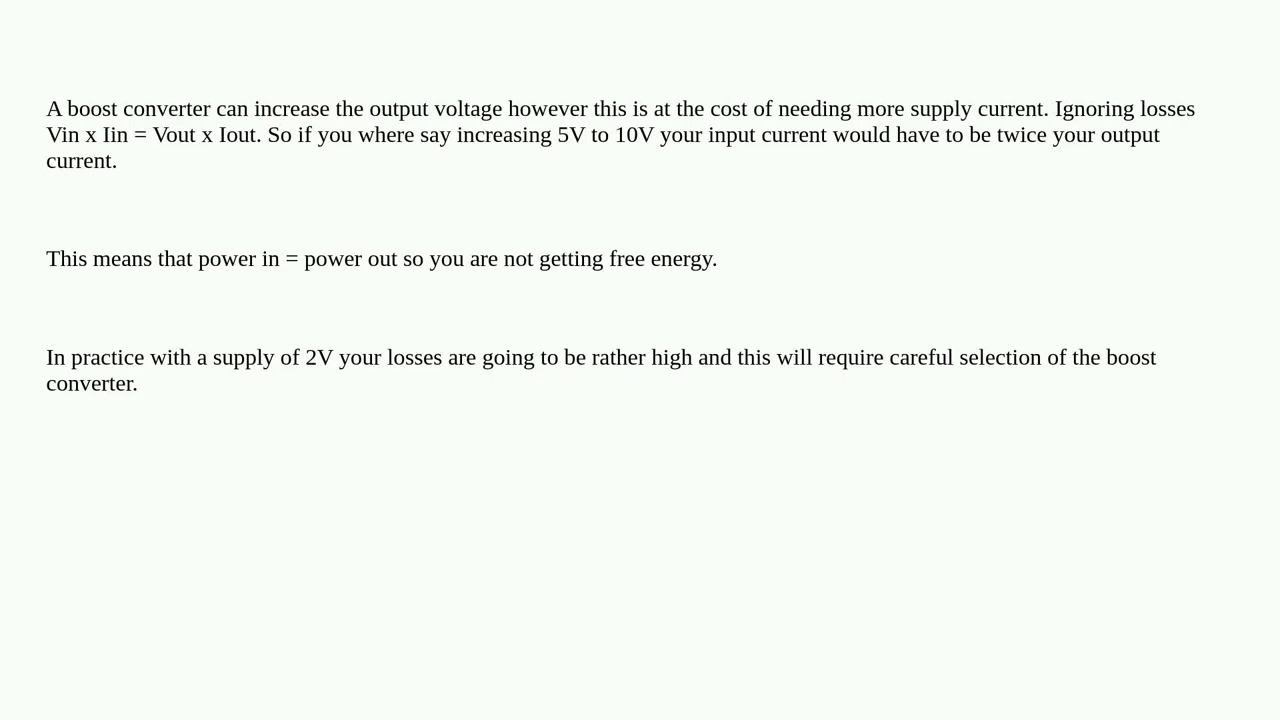 A boost converter can increase the output voltage however this is at the cost of needing more supply current. Ignoring losses
Vin x Iin = Vout x Iout. So if you where say increasing 5V to 10V your input current would have to be twice your output
current.
This means that power in = power out so you are not getting free energy.
In practice with a supply of 2V your losses are going to be rather high and this will require careful selection of the boost
converter.